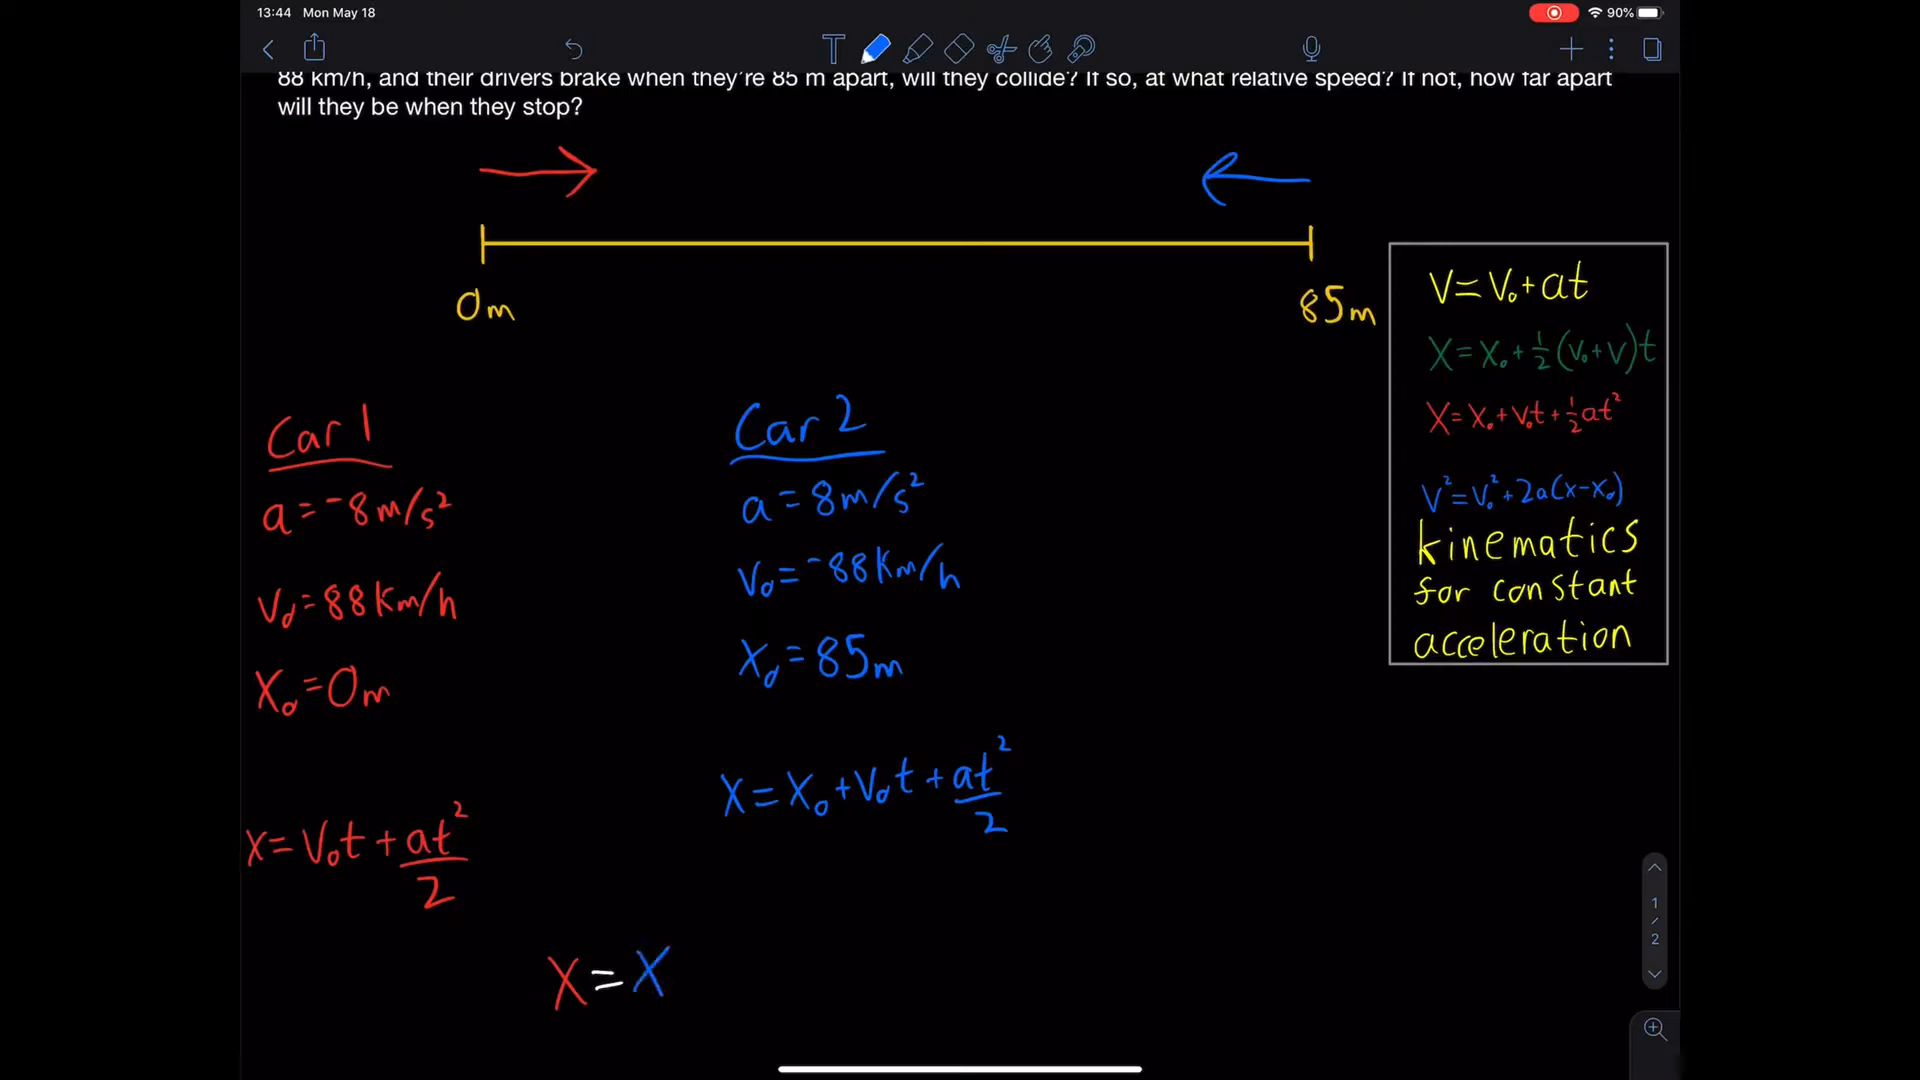 13:44 Mon May 18
90%
88 km/h, and their drivers brake when they're 85 m apart, will they collide? If so, at what relative speed? If not, how far apart
will they be when they stop?
0m
85m
V=V₀+at
X=X₀+½(V₀+V)t
X=X₀+V₀t+½at²
V²=V₀²+2a(x-x₀)
kinematics
for constant
acceleration
Car 1
a=-8m/s²
V₀=88Km/h
X₀=0m
X=V₀t+at²/2
Car 2
a=8m/s²
V₀=-88Km/h
X₀=85m
X=X₀+V₀t+at²/2
X=X
1
/
2